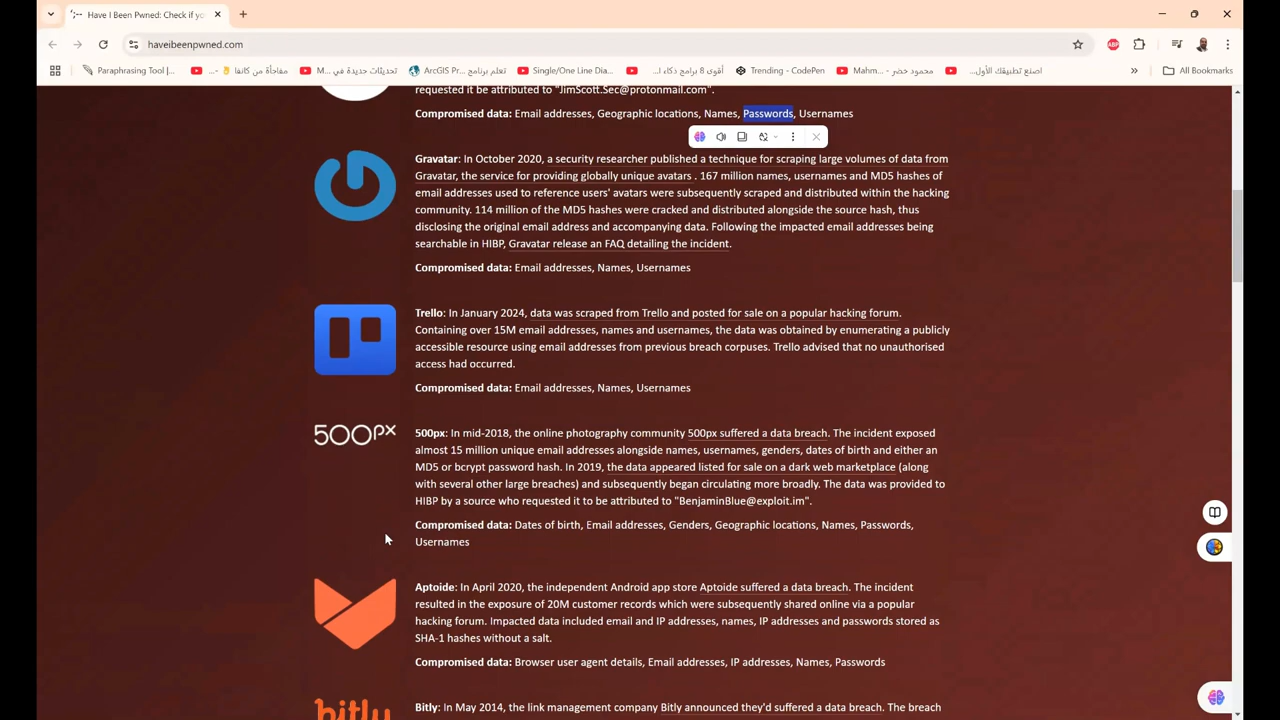 Have I Been Pwned: Check if yo
haveibeenpwned.com
ABP
Paraphrasing Tool |...
مفاجأة من كانفا
تحديثات جديدة في ... M
تعلم برنامج ArcGIS Pr...
Single/One Line Dia...
أقوى 8 برامج ذكاء ا...
Trending - CodePen
محمود خضر - Mahm...
اصنع تطبيقك الأول...
All Bookmarks
requested it be attributed to "JimScott.Sec@protonmail.com".
Compromised data: Email addresses, Geographic locations, Names, Passwords, Usernames
Gravatar: In October 2020, a security researcher published a technique for scraping large volumes of data from
Gravatar, the service for providing globally unique avatars . 167 million names, usernames and MD5 hashes of
email addresses used to reference users' avatars were subsequently scraped and distributed within the hacking
community. 114 million of the MD5 hashes were cracked and distributed alongside the source hash, thus
disclosing the original email address and accompanying data. Following the impacted email addresses being
searchable in HIBP, Gravatar release an FAQ detailing the incident.
Compromised data: Email addresses, Names, Usernames
Trello: In January 2024, data was scraped from Trello and posted for sale on a popular hacking forum.
Containing over 15M email addresses, names and usernames, the data was obtained by enumerating a publicly
accessible resource using email addresses from previous breach corpuses. Trello advised that no unauthorised
access had occurred.
Compromised data: Email addresses, Names, Usernames
500px
500px: In mid-2018, the online photography community 500px suffered a data breach. The incident exposed
almost 15 million unique email addresses alongside names, usernames, genders, dates of birth and either an
MD5 or bcrypt password hash. In 2019, the data appeared listed for sale on a dark web marketplace (along
with several other large breaches) and subsequently began circulating more broadly. The data was provided to
HIBP by a source who requested it to be attributed to "BenjaminBlue@exploit.im".
Compromised data: Dates of birth, Email addresses, Genders, Geographic locations, Names, Passwords,
Usernames
Aptoide: In April 2020, the independent Android app store Aptoide suffered a data breach. The incident
resulted in the exposure of 20M customer records which were subsequently shared online via a popular
hacking forum. Impacted data included email and IP addresses, names, IP addresses and passwords stored as
SHA-1 hashes without a salt.
Compromised data: Browser user agent details, Email addresses, IP addresses, Names, Passwords
bitly
Bitly: In May 2014, the link management company Bitly announced they'd suffered a data breach. The breach